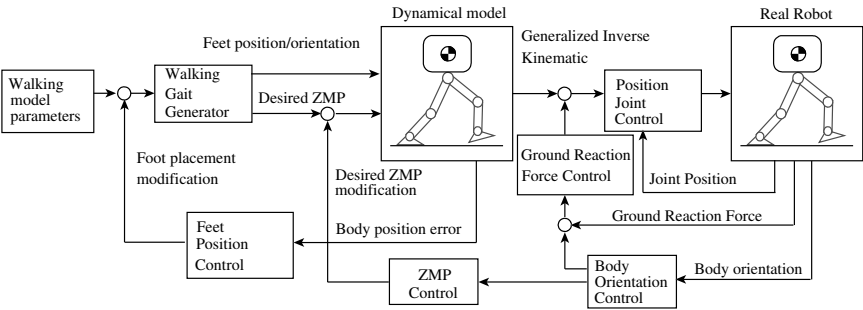 Dynamical model
Real Robot
Feet position/orientation
Generalized Inverse
Kinematic
Walking
model
parameters
Walking
Gait
Generator
Desired ZMP
Position
Joint
Control
Foot placement
modification
Desired ZMP
modification
Ground Reaction
Force Control
Joint Position
Feet
Position
Control
Body position error
Ground Reaction Force
ZMP
Control
Body
Orientation
Control
Body orientation